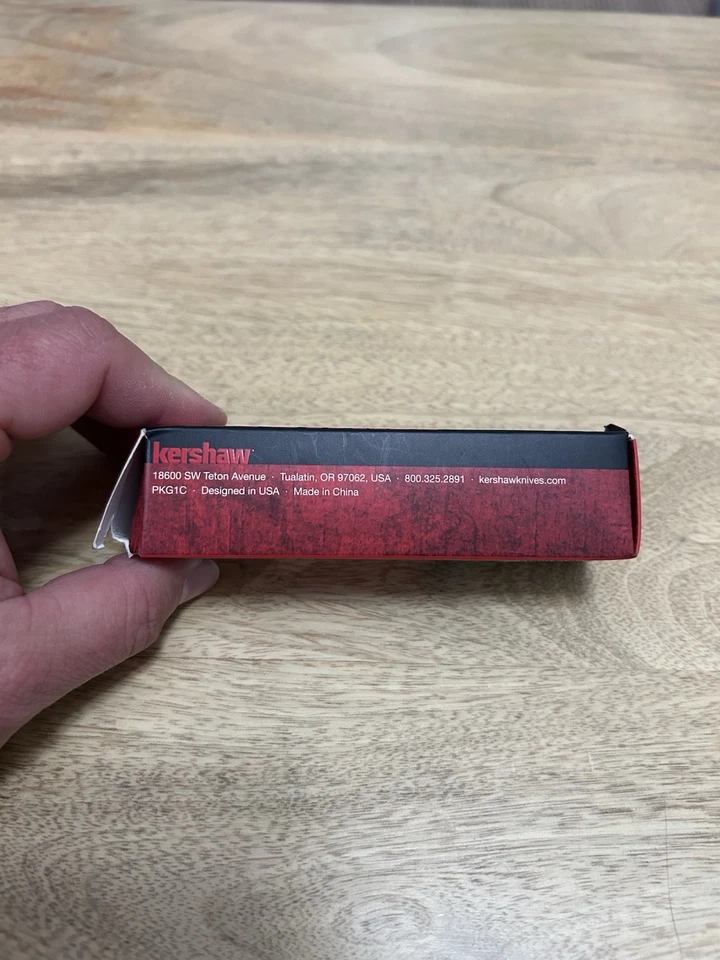 kershaw
18600 SW Teton Avenue · Tualatin, OR 97062, USA · 800.325.2891 · kershawknives.com
PKG1C · Designed in USA · Made in China